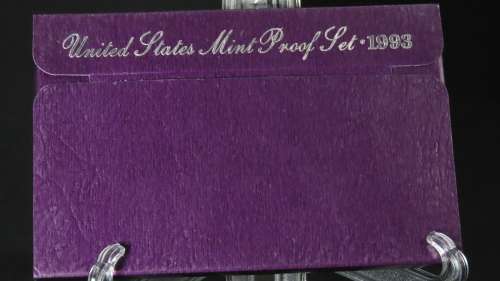 United States Mint Proof Set · 1993